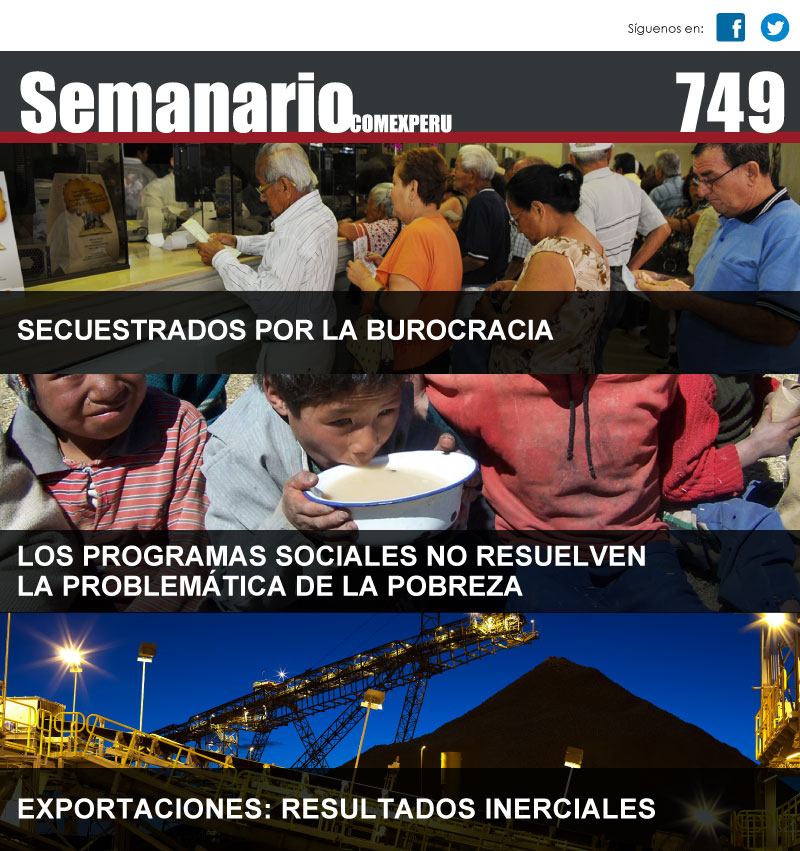 Síguenos en:
Semanario COMEXPERU 749
SECUESTRADOS POR LA BUROCRACIA
LOS PROGRAMAS SOCIALES NO RESUELVEN
LA PROBLEMÁTICA DE LA POBREZA
EXPORTACIONES: RESULTADOS INERCIALES